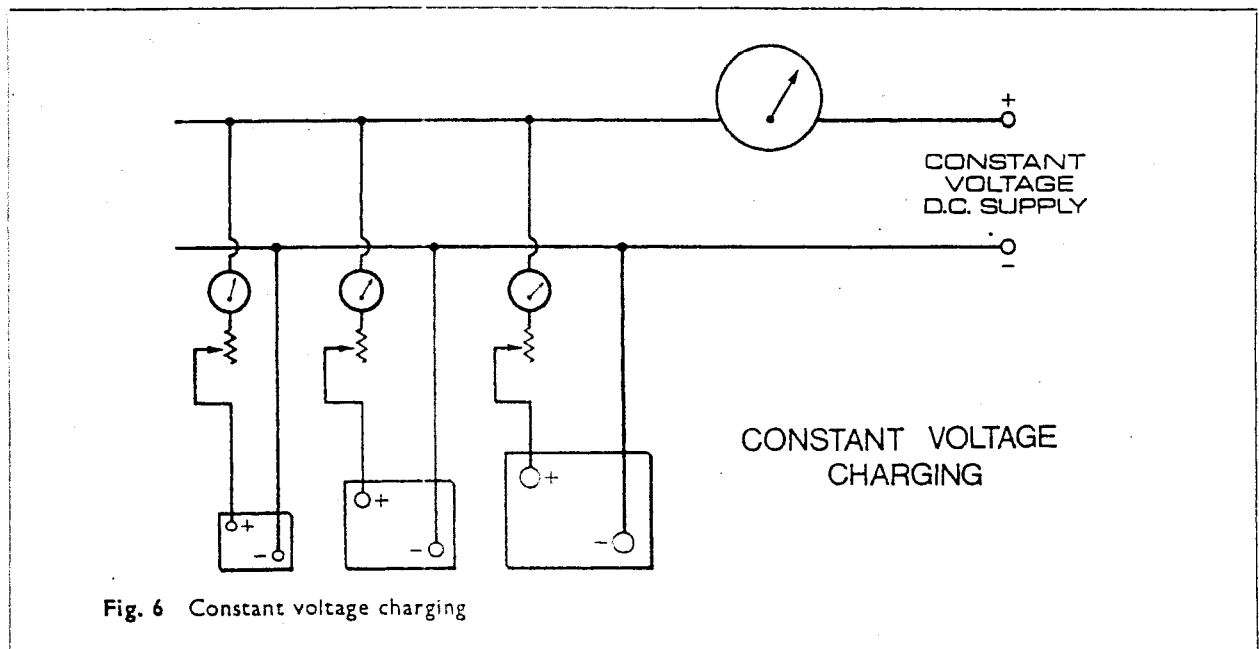 +
CONSTANT
VOLTAGE
D.C. SUPPLY
−
CONSTANT VOLTAGE
CHARGING
+
−
+
−
+
−
Fig. 6 Constant voltage charging